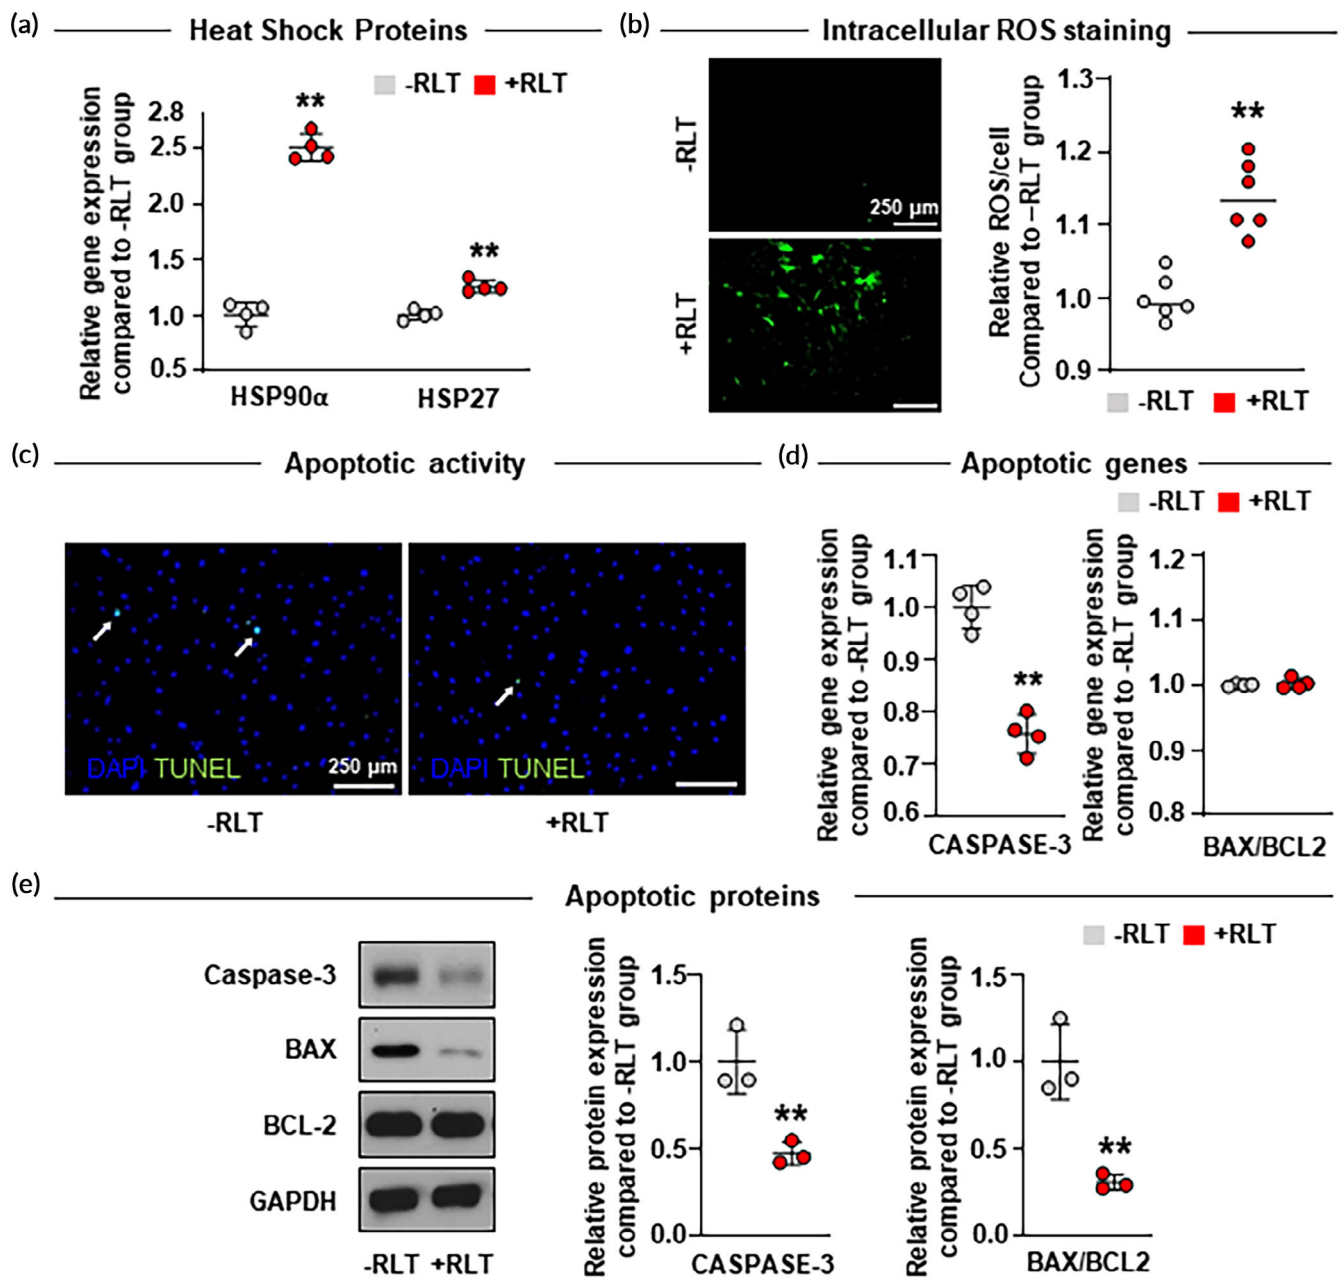 (a) Heat Shock Proteins
-RLT +RLT
Relative gene expression
compared to -RLT group
2.8
2.5
2.0
1.5
1.0
0.5
**
**
HSP90α HSP27
(b) Intracellular ROS staining
-RLT
250 µm
+RLT
Relative ROS/cell
Compared to –RLT group
1.3
1.2
1.1
1.0
0.9
**
-RLT +RLT
(c) Apoptotic activity
DAPI TUNEL 250 µm
DAPI TUNEL
-RLT +RLT
(d) Apoptotic genes
-RLT +RLT
Relative gene expression
compared to -RLT group
1.1
1.0
0.9
0.8
0.7
0.6
**
CASPASE-3
Relative gene expression
compared to -RLT group
1.2
1.1
1.0
0.9
0.8
BAX/BCL2
(e) Apoptotic proteins
Caspase-3
BAX
BCL-2
GAPDH
-RLT +RLT
Relative protein expression
compared to -RLT group
1.5
1.0
0.5
0.0
**
CASPASE-3
-RLT +RLT
Relative protein expression
compared to -RLT group
1.5
1.0
0.5
0.0
**
BAX/BCL2